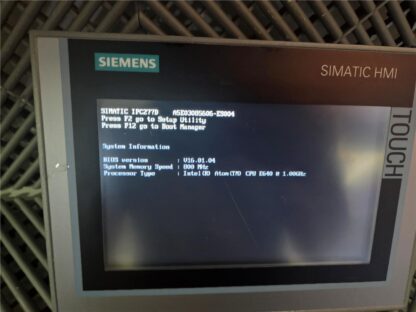 SIEMENS
SIMATIC HMI
TOUCH
SIMATIC IPC277D A5E03085606-ES004
Press F2 go to Setup Utility
Press F12 go to Boot Manager
System Information
BIOS version : V16.01.04
System Memory Speed : 800 MHz
Processor Type : Intel(R) Atom(TM) CPU E640 @ 1.00GHz